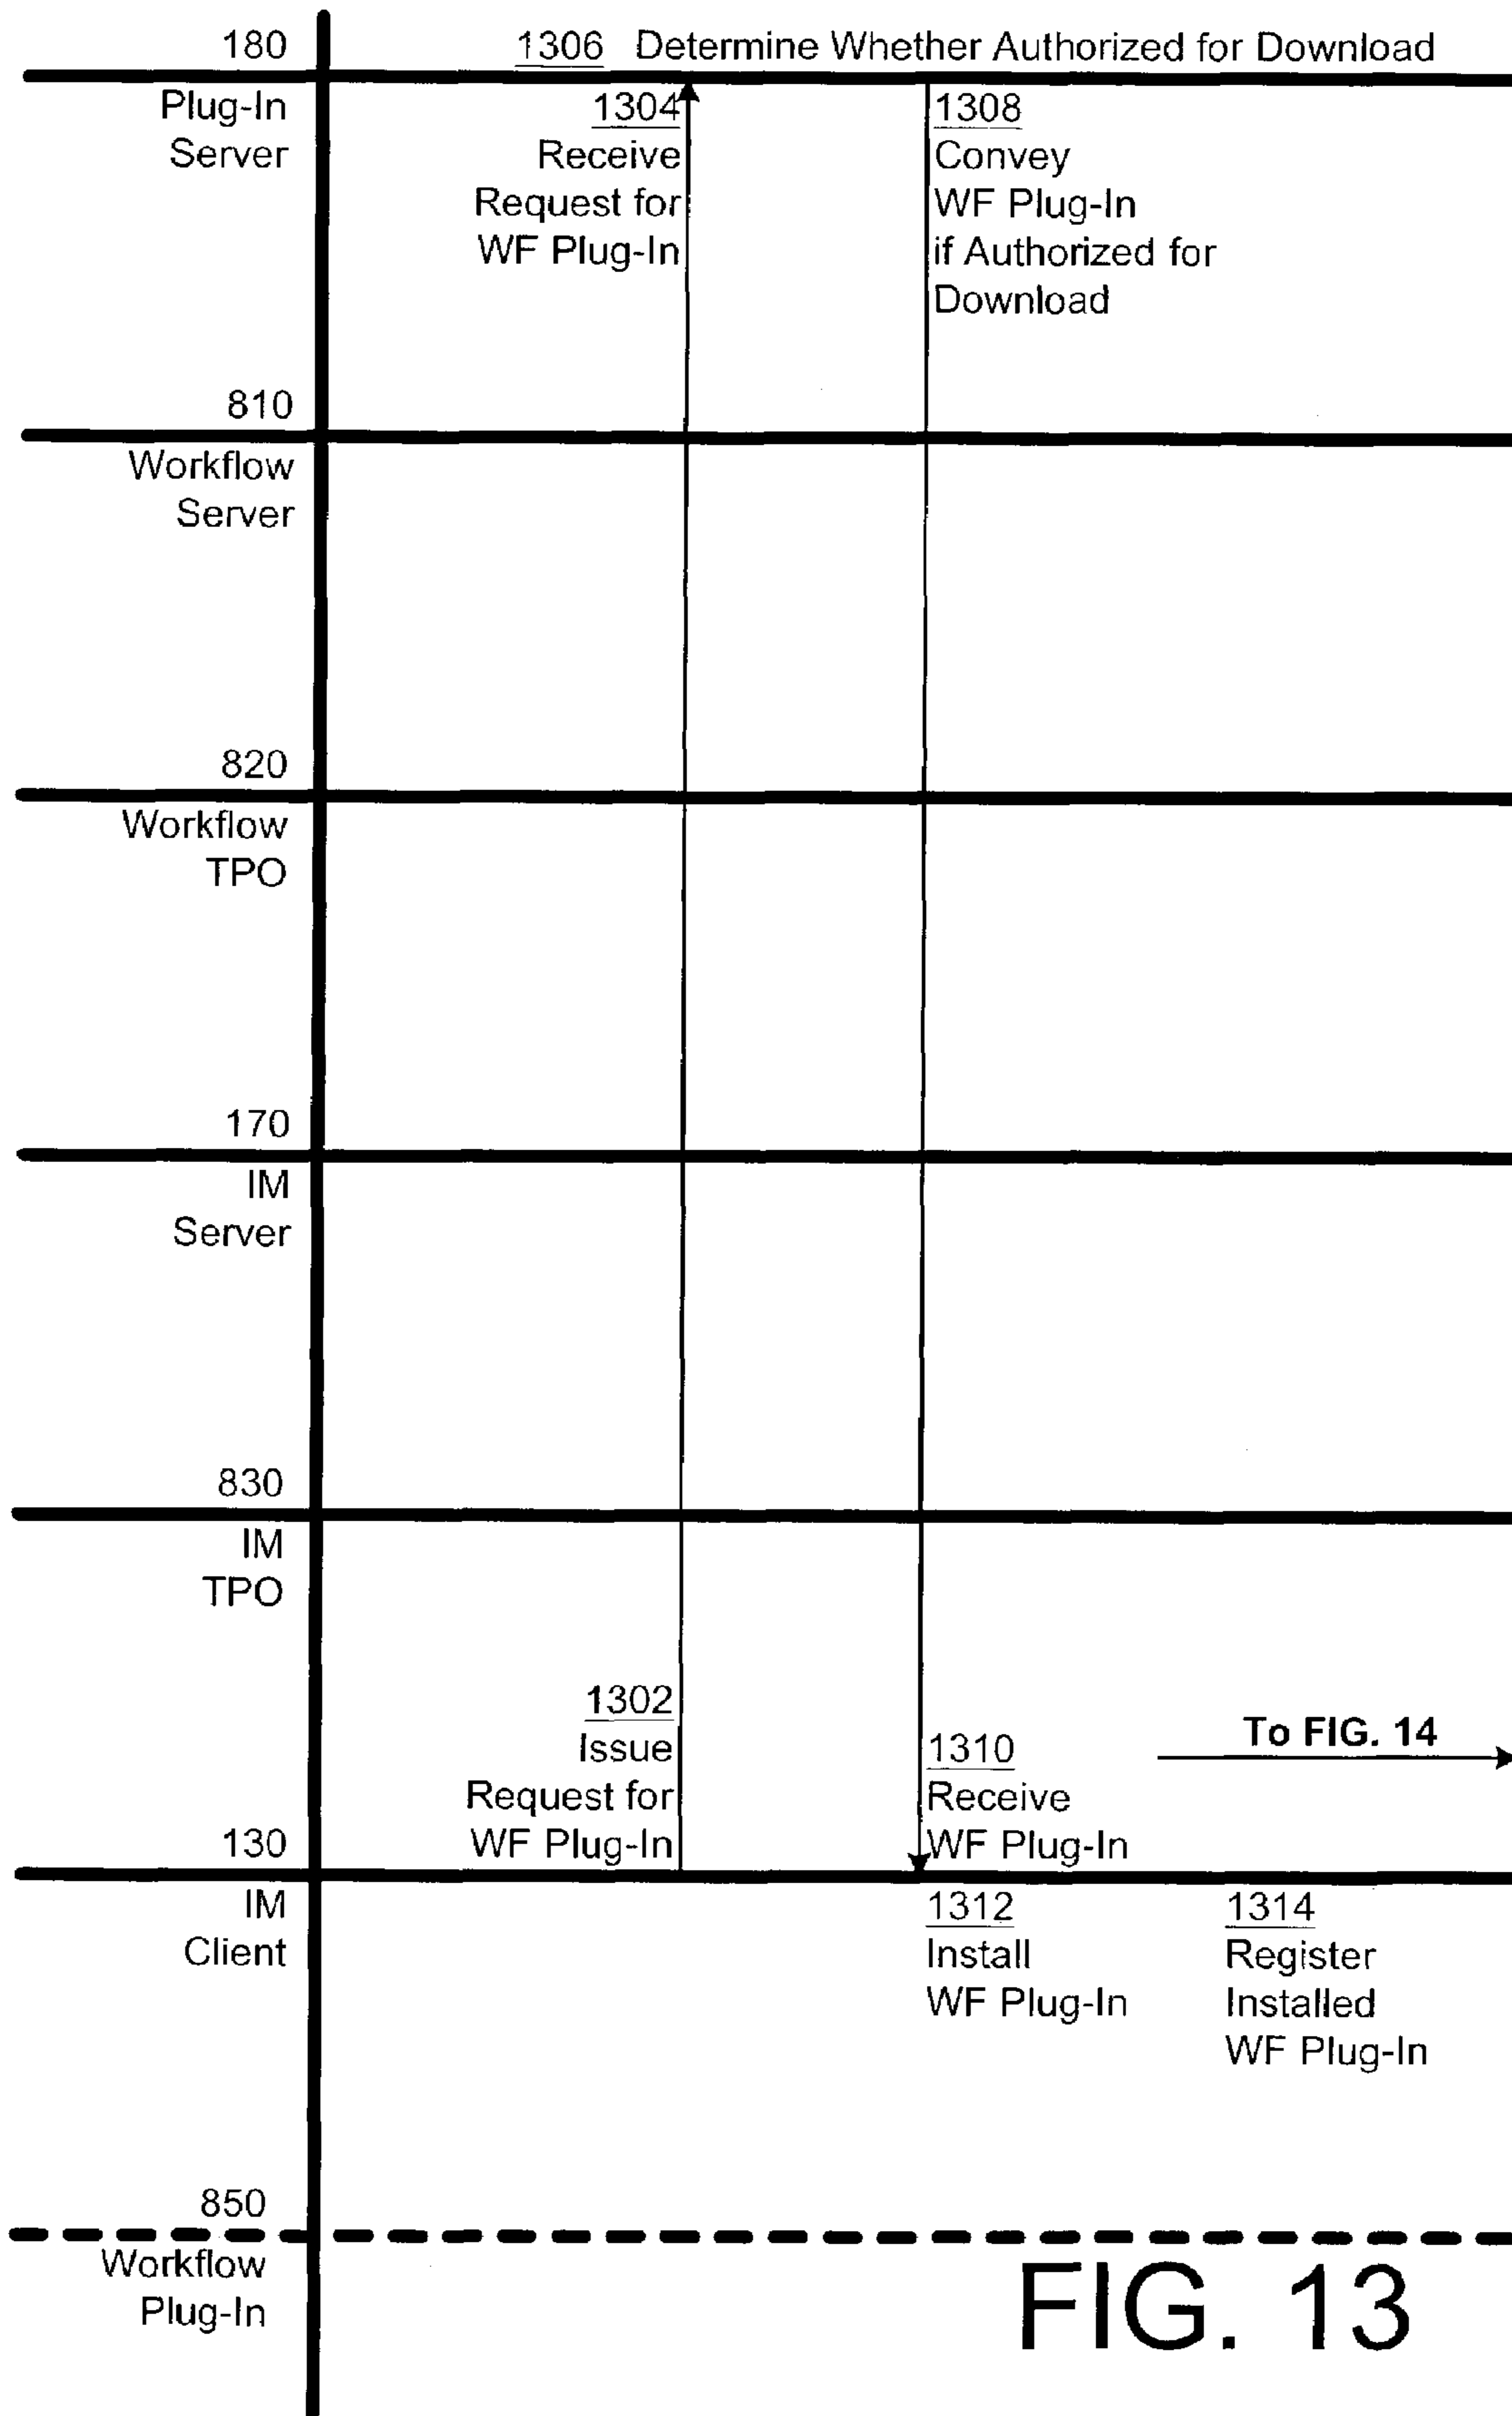 180
Plug-In
Server
1306 Determine Whether Authorized for Download
1304
Receive
Request for
WF Plug-In
1308
Convey
WF Plug-In
if Authorized for
Download
810
Workflow
Server
820
Workflow
TPO
170
IM
Server
830
IM
TPO
1302
Issue
Request for
WF Plug-In
1310
Receive
WF Plug-In
To FIG. 14
130
IM
Client
1312
Install
WF Plug-In
1314
Register
Installed
WF Plug-In
850
Workflow
Plug-In
FIG. 13